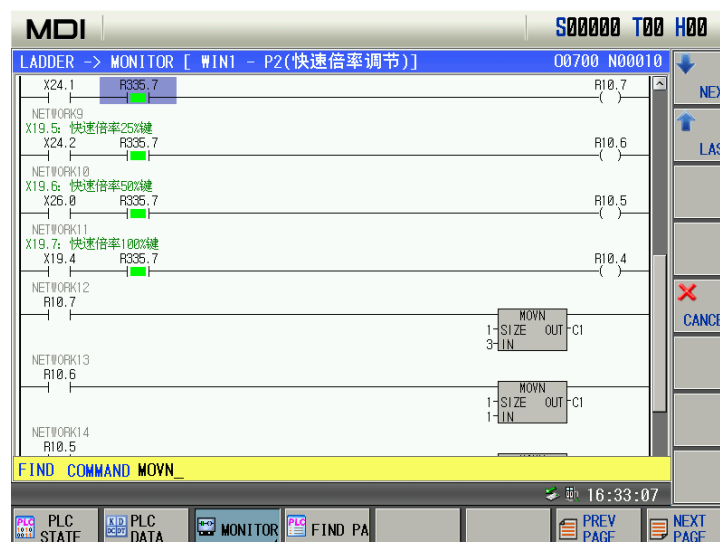 MDI S00000 T00 H00
LADDER -> MONITOR [ WIN1 - P2(快速倍率调节)] O0700 N00010
X24.1 R335.7 R10.7
NETWORK9
X19.5: 快速倍率25%键
X24.2 R335.7 R10.6
NETWORK10
X19.6: 快速倍率50%键
X26.0 R335.7 R10.5
NETWORK11
X19.7: 快速倍率100%键
X19.4 R335.7 R10.4
NETWORK12
R10.7
MOVN
1 SIZE OUT C1
3 IN
NETWORK13
R10.6
MOVN
1 SIZE OUT C1
1 IN
NETWORK14
R10.5
FIND COMMAND MOVN_
16:33:07
NEX
LAS
CANCE
PLC STATE
PLC DATA
MONITOR
FIND PA
PREV PAGE
NEXT PAGE